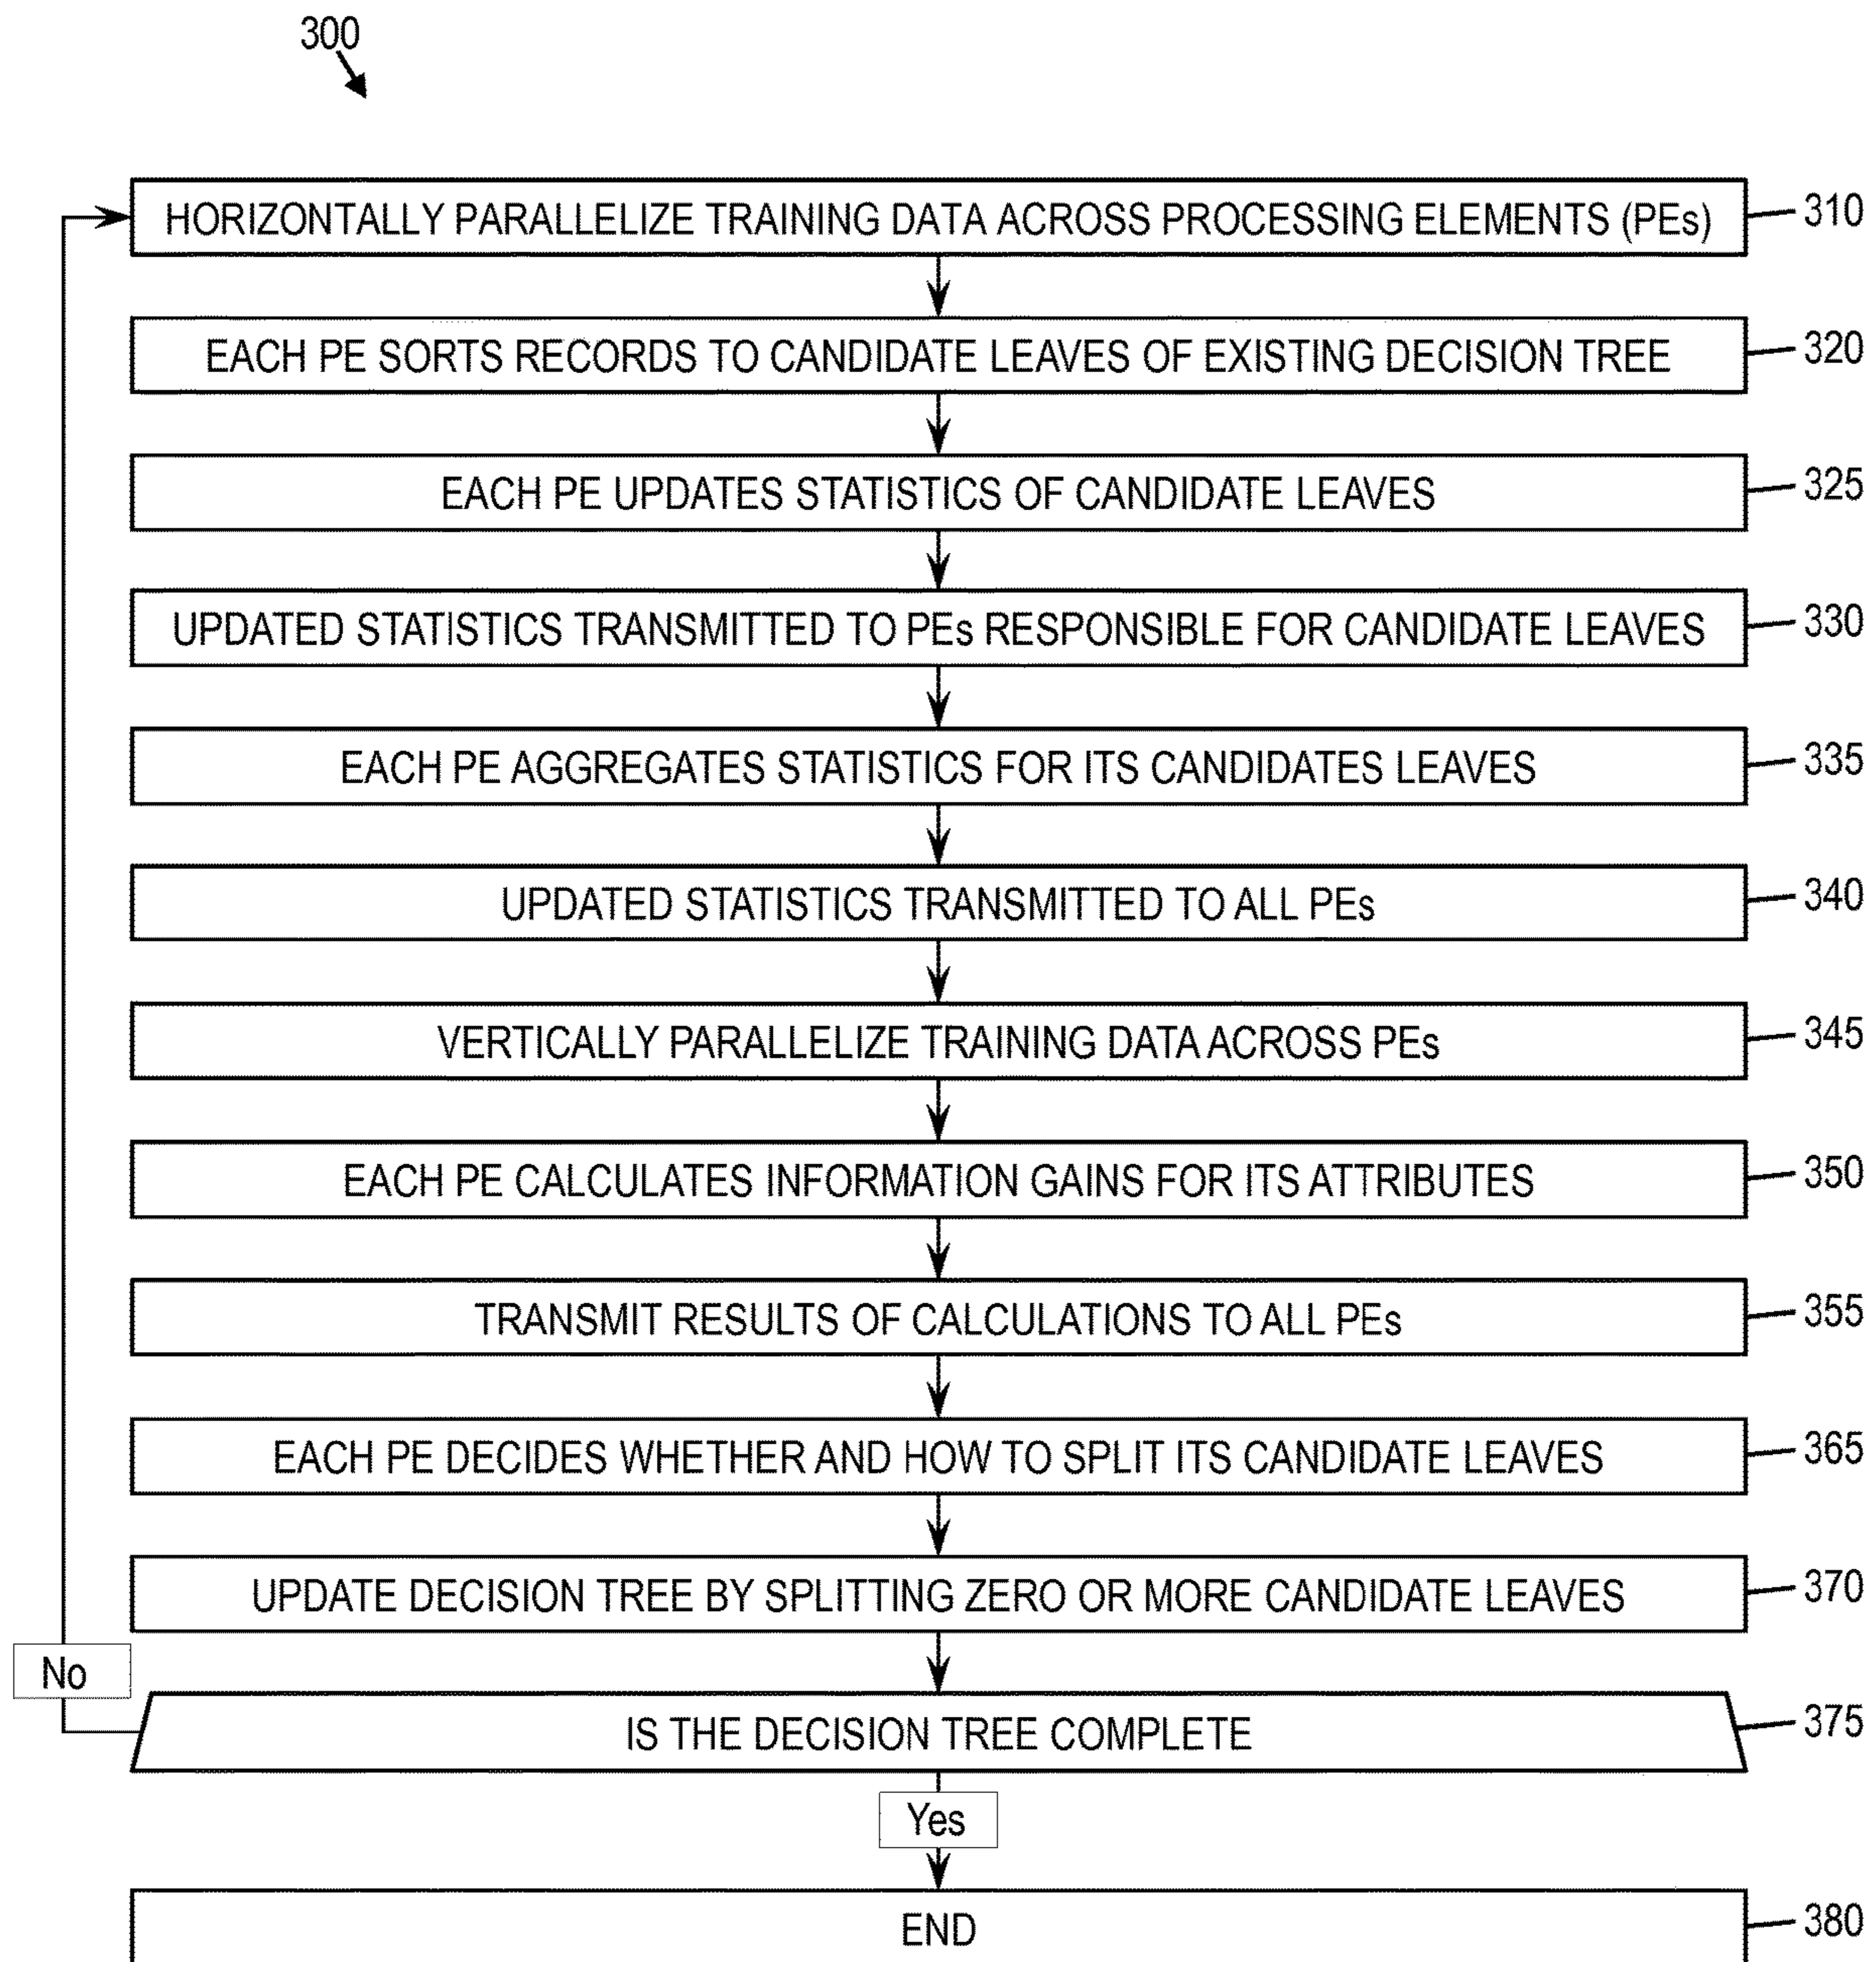 300
HORIZONTALLY PARALLELIZE TRAINING DATA ACROSS PROCESSING ELEMENTS (PEs)
310
EACH PE SORTS RECORDS TO CANDIDATE LEAVES OF EXISTING DECISION TREE
320
EACH PE UPDATES STATISTICS OF CANDIDATE LEAVES
325
UPDATED STATISTICS TRANSMITTED TO PEs RESPONSIBLE FOR CANDIDATE LEAVES
330
EACH PE AGGREGATES STATISTICS FOR ITS CANDIDATES LEAVES
335
UPDATED STATISTICS TRANSMITTED TO ALL PEs
340
VERTICALLY PARALLELIZE TRAINING DATA ACROSS PEs
345
EACH PE CALCULATES INFORMATION GAINS FOR ITS ATTRIBUTES
350
TRANSMIT RESULTS OF CALCULATIONS TO ALL PEs
355
EACH PE DECIDES WHETHER AND HOW TO SPLIT ITS CANDIDATE LEAVES
365
UPDATE DECISION TREE BY SPLITTING ZERO OR MORE CANDIDATE LEAVES
370
No
IS THE DECISION TREE COMPLETE
375
Yes
END
380